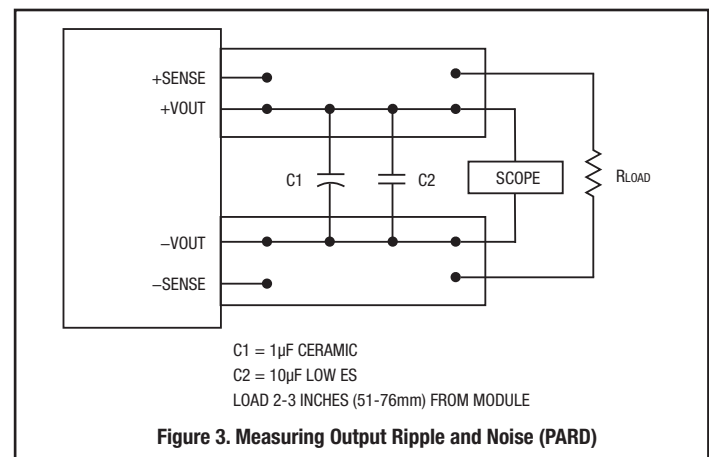 +SENSE
+VOUT
C1
C2
SCOPE
RLOAD
−VOUT
−SENSE
C1 = 1µF CERAMIC
C2 = 10µF LOW ES
LOAD 2-3 INCHES (51-76mm) FROM MODULE
Figure 3. Measuring Output Ripple and Noise (PARD)